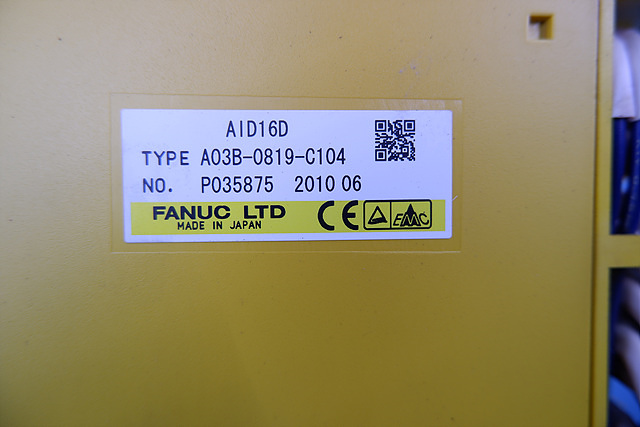 AID16D
TYPE A03B-0819-C104
NO. P035875 2010 06
FANUC LTD
MADE IN JAPAN
CE
EMC